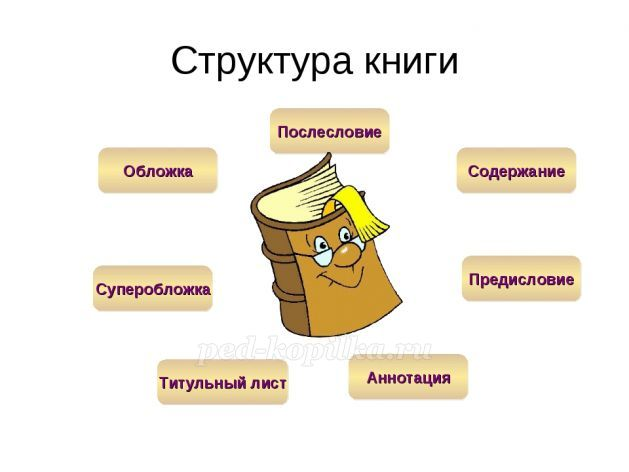 Структура книги
Послесловие
Обложка
Содержание
Суперобложка
Предисловие
Титульный лист
Аннотация
ped-kopilka.ru